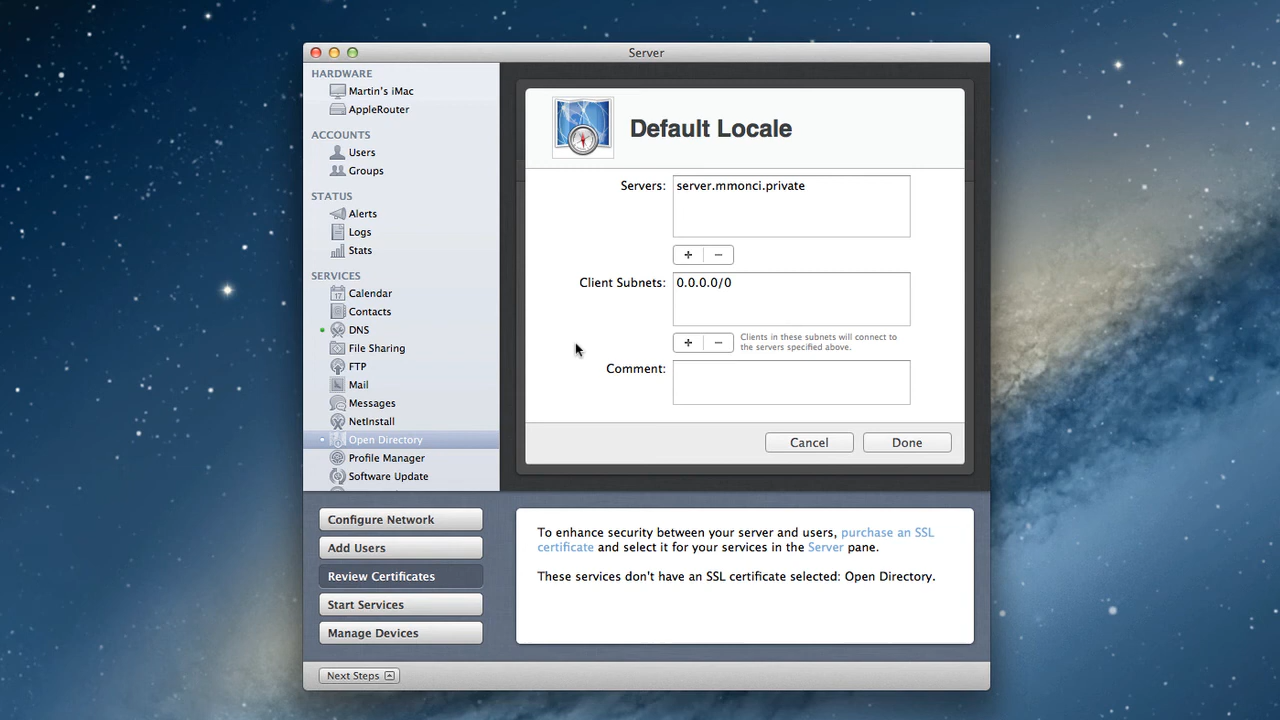 Server
HARDWARE
Martin's iMac
AppleRouter
ACCOUNTS
Users
Groups
STATUS
Alerts
Logs
Stats
SERVICES
17 Calendar
Contacts
DNS
File Sharing
FTP
Mail
Messages
NetInstall
Open Directory
Profile Manager
Software Update
Default Locale
Servers: server.mmonci.private
Client Subnets: 0.0.0.0/0
Clients in these subnets will connect to
the servers specified above.
Comment:
Cancel Done
Configure Network
Add Users
Review Certificates
Start Services
Manage Devices
To enhance security between your server and users, purchase an SSL
certificate and select it for your services in the Server pane.
These services don't have an SSL certificate selected: Open Directory.
Next Steps